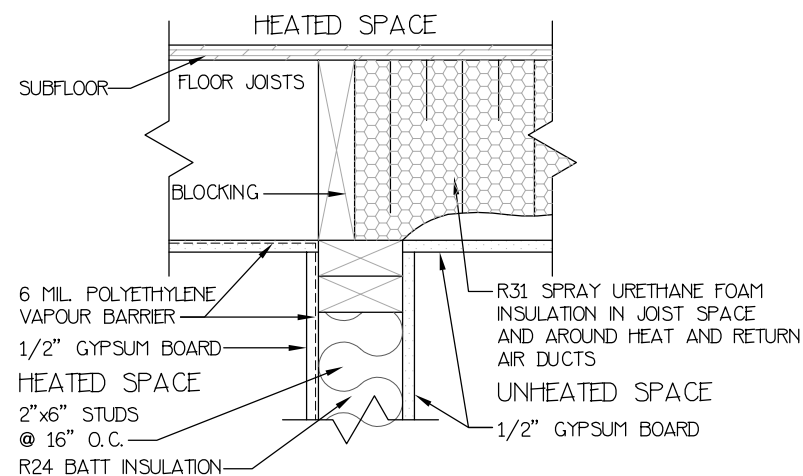 HEATED SPACE
SUBFLOOR
FLOOR JOISTS
BLOCKING
6 MIL. POLYETHYLENE
VAPOUR BARRIER
1/2" GYPSUM BOARD
HEATED SPACE
2"x6" STUDS
@ 16" O.C.
R24 BATT INSULATION
R31 SPRAY URETHANE FOAM
INSULATION IN JOIST SPACE
AND AROUND HEAT AND RETURN
AIR DUCTS
UNHEATED SPACE
1/2" GYPSUM BOARD